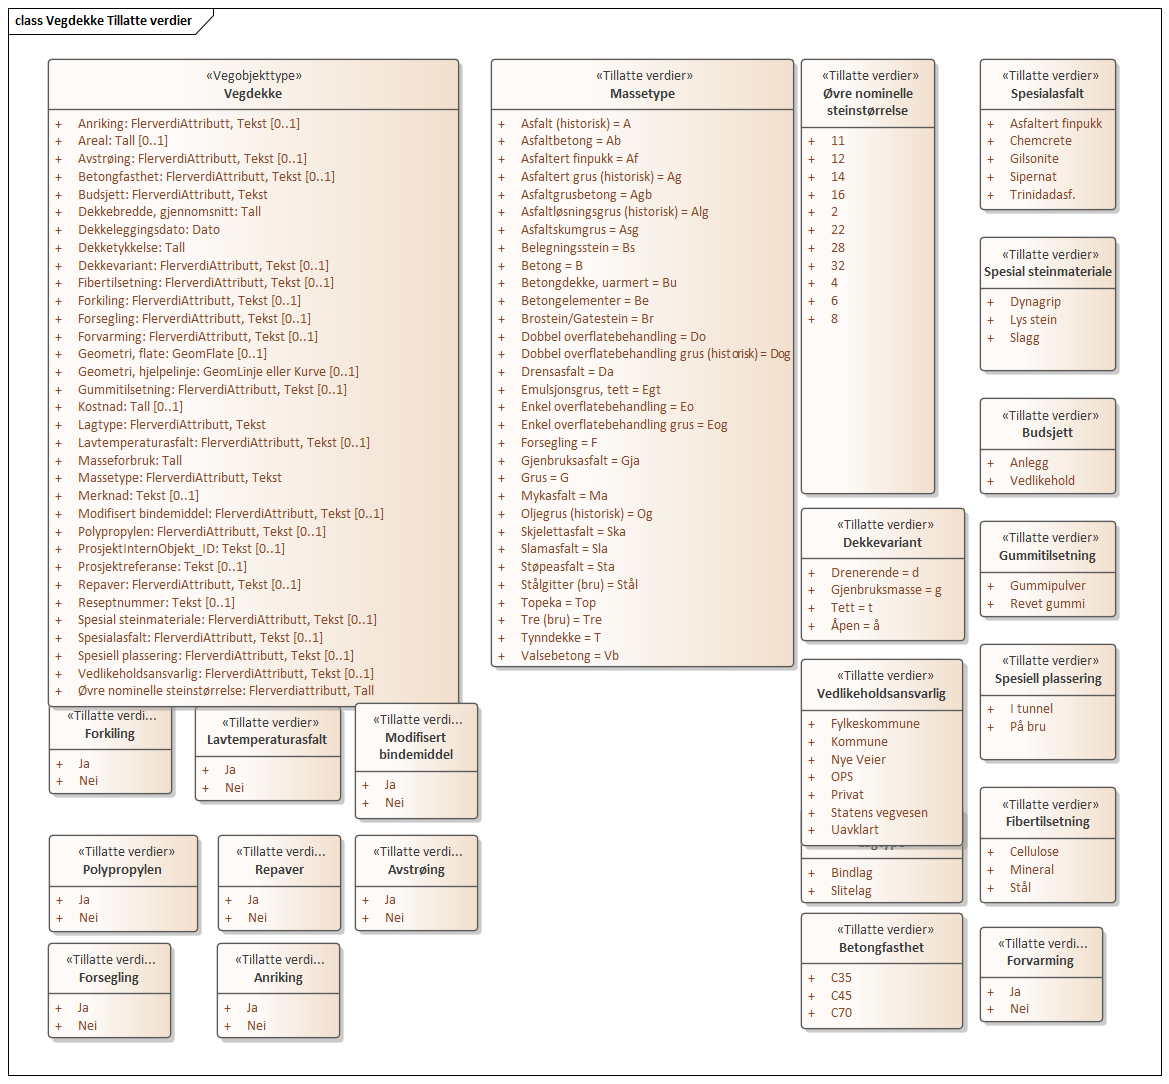 class Vegdekke Tillatte verdier
«Vegobjekttype»
Vegdekke
+ Anriking: FlerverdiAttributt, Tekst [0..1]
+ Areal: Tall [0..1]
+ Avstrøing: FlerverdiAttributt, Tekst [0..1]
+ Betongfasthet: FlerverdiAttributt, Tekst [0..1]
+ Budsjett: FlerverdiAttributt, Tekst
+ Dekkebredde, gjennomsnitt: Tall
+ Dekkeleggingsdato: Dato
+ Dekketykkelse: Tall
+ Dekkevariant: FlerverdiAttributt, Tekst [0..1]
+ Fibertilsetning: FlerverdiAttributt, Tekst [0..1]
+ Forkiling: FlerverdiAttributt, Tekst [0..1]
+ Forsegling: FlerverdiAttributt, Tekst [0..1]
+ Forvarming: FlerverdiAttributt, Tekst [0..1]
+ Geometri, flate: GeomFlate [0..1]
+ Geometri, hjelpelinje: GeomLinje eller Kurve [0..1]
+ Gummitilsetning: FlerverdiAttributt, Tekst [0..1]
+ Kostnad: Tall [0..1]
+ Lagtype: FlerverdiAttributt, Tekst
+ Lavtemperaturasfalt: FlerverdiAttributt, Tekst [0..1]
+ Masseforbruk: Tall
+ Massetype: FlerverdiAttributt, Tekst
+ Merknad: Tekst [0..1]
+ Modifisert bindemiddel: FlerverdiAttributt, Tekst [0..1]
+ Polypropylen: FlerverdiAttributt, Tekst [0..1]
+ ProsjektInternObjekt_ID: Tekst [0..1]
+ Prosjektreferanse: Tekst [0..1]
+ Repaver: FlerverdiAttributt, Tekst [0..1]
+ Reseptnummer: Tekst [0..1]
+ Spesial steinmateriale: FlerverdiAttributt, Tekst [0..1]
+ Spesialasfalt: FlerverdiAttributt, Tekst [0..1]
+ Spesiell plassering: FlerverdiAttributt, Tekst [0..1]
+ Vedlikeholdsansvarlig: FlerverdiAttributt, Tekst [0..1]
+ Øvre nominelle steinstørrelse: Flerverdiattributt, Tall
«Tillatte verdier»
Massetype
+ Asfalt (historisk) = A
+ Asfaltbetong = Ab
+ Asfaltert finpukk = Af
+ Asfaltert grus (historisk) = Ag
+ Asfaltgrusbetong = Agb
+ Asfaltløsningsgrus (historisk) = Alg
+ Asfaltskumgrus = Asg
+ Belegningsstein = Bs
+ Betong = B
+ Betongdekke, uarmert = Bu
+ Betongelementer = Be
+ Brostein/Gatestein = Br
+ Dobbel overflatebehandling = Do
+ Dobbel overflatebehandling grus (historisk) = Dog
+ Drensasfalt = Da
+ Emulsjonsgrus, tett = Egt
+ Enkel overflatebehandling = Eo
+ Enkel overflatebehandling grus = Eog
+ Forsegling = F
+ Gjenbruksasfalt = Gja
+ Grus = G
+ Mykasfalt = Ma
+ Oljegrus (historisk) = Og
+ Skjelettasfalt = Ska
+ Slamasfalt = Sla
+ Støpeasfalt = Sta
+ Stålgitter (bru) = Stål
+ Topeka = Top
+ Tre (bru) = Tre
+ Tynndekke = T
+ Valsebetong = Vb
«Tillatte verdier»
Øvre nominelle
steinstørrelse
+ 11
+ 12
+ 14
+ 16
+ 2
+ 22
+ 28
+ 32
+ 4
+ 6
+ 8
«Tillatte verdier»
Spesialasfalt
+ Asfaltert finpukk
+ Chemcrete
+ Gilsonite
+ Sipernat
+ Trinidadasf.
«Tillatte verdier»
Spesial steinmateriale
+ Dynagrip
+ Lys stein
+ Slagg
«Tillatte verdier»
Budsjett
+ Anlegg
+ Vedlikehold
«Tillatte verdier»
Dekkevariant
+ Drenerende = d
+ Gjenbruksmasse = g
+ Tett = t
+ Åpen = å
«Tillatte verdier»
Gummitilsetning
+ Gummipulver
+ Revet gummi
«Tillatte verdier»
Vedlikeholdsansvarlig
+ Fylkeskommune
+ Kommune
+ Nye Veier
+ OPS
+ Privat
+ Statens vegvesen
+ Uavklart
«Tillatte verdier»
Spesiell plassering
+ I tunnel
+ På bru
+ Bindlag
+ Slitelag
«Tillatte verdier»
Fibertilsetning
+ Cellulose
+ Mineral
+ Stål
«Tillatte verdier»
Betongfasthet
+ C35
+ C45
+ C70
«Tillatte verdi...
Forvarming
+ Ja
+ Nei
«Tillatte verdi...
Forkiling
+ Ja
+ Nei
«Tillatte verdier»
Lavtemperaturasfalt
+ Ja
+ Nei
«Tillatte verdi...
Modifisert
bindemiddel
+ Ja
+ Nei
«Tillatte verdier»
Polypropylen
+ Ja
+ Nei
«Tillatte verdi...
Repaver
+ Ja
+ Nei
«Tillatte verdi...
Avstrøing
+ Ja
+ Nei
«Tillatte verdi...
Forsegling
+ Ja
+ Nei
«Tillatte verdi...
Anriking
+ Ja
+ Nei